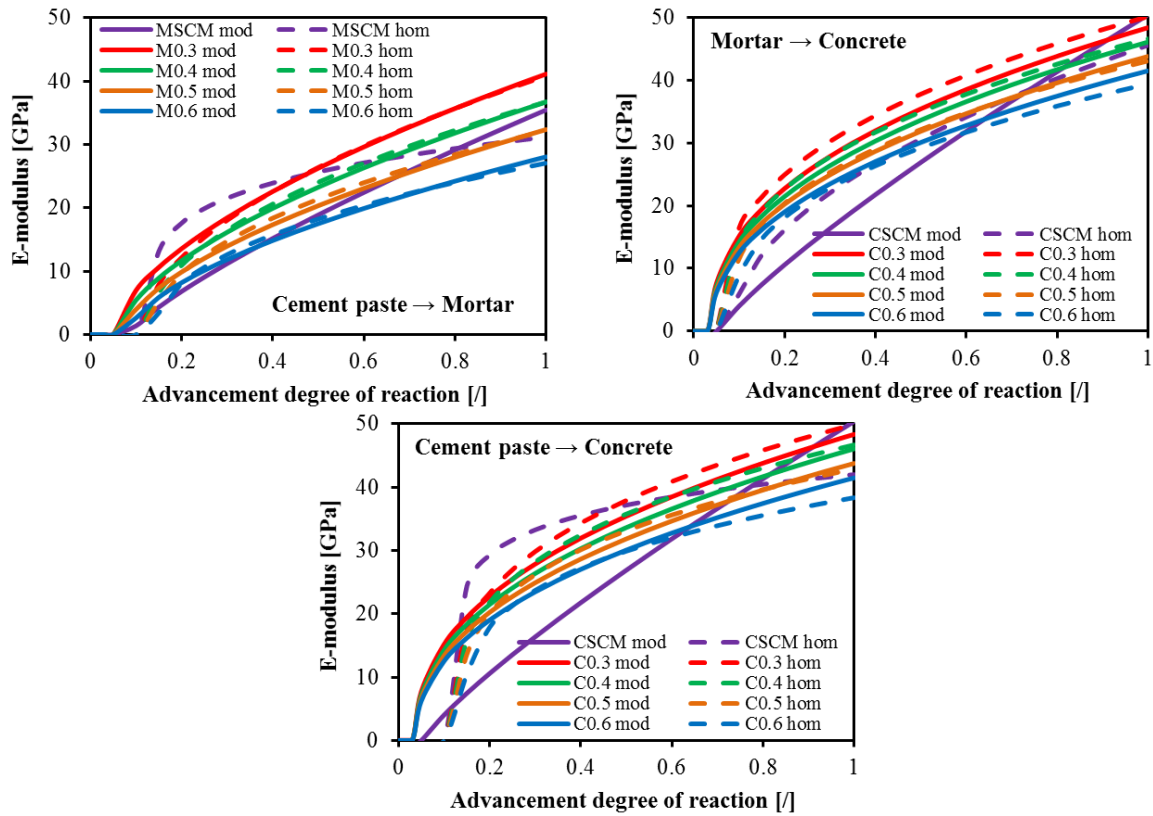 50
40
30
20
10
0
E-modulus [GPa]
MSCM mod MSCM hom
M0.3 mod M0.3 hom
M0.4 mod M0.4 hom
M0.5 mod M0.5 hom
M0.6 mod M0.6 hom
Cement paste → Mortar
0 0.2 0.4 0.6 0.8 1
Advancement degree of reaction [/]
50
40
30
20
10
0
E-modulus [GPa]
Mortar → Concrete
CSCM mod CSCM hom
C0.3 mod C0.3 hom
C0.4 mod C0.4 hom
C0.5 mod C0.5 hom
C0.6 mod C0.6 hom
0 0.2 0.4 0.6 0.8 1
Advancement degree of reaction [/]
50
40
30
20
10
0
E-modulus [GPa]
Cement paste → Concrete
CSCM mod CSCM hom
C0.3 mod C0.3 hom
C0.4 mod C0.4 hom
C0.5 mod C0.5 hom
C0.6 mod C0.6 hom
0 0.2 0.4 0.6 0.8 1
Advancement degree of reaction [/]